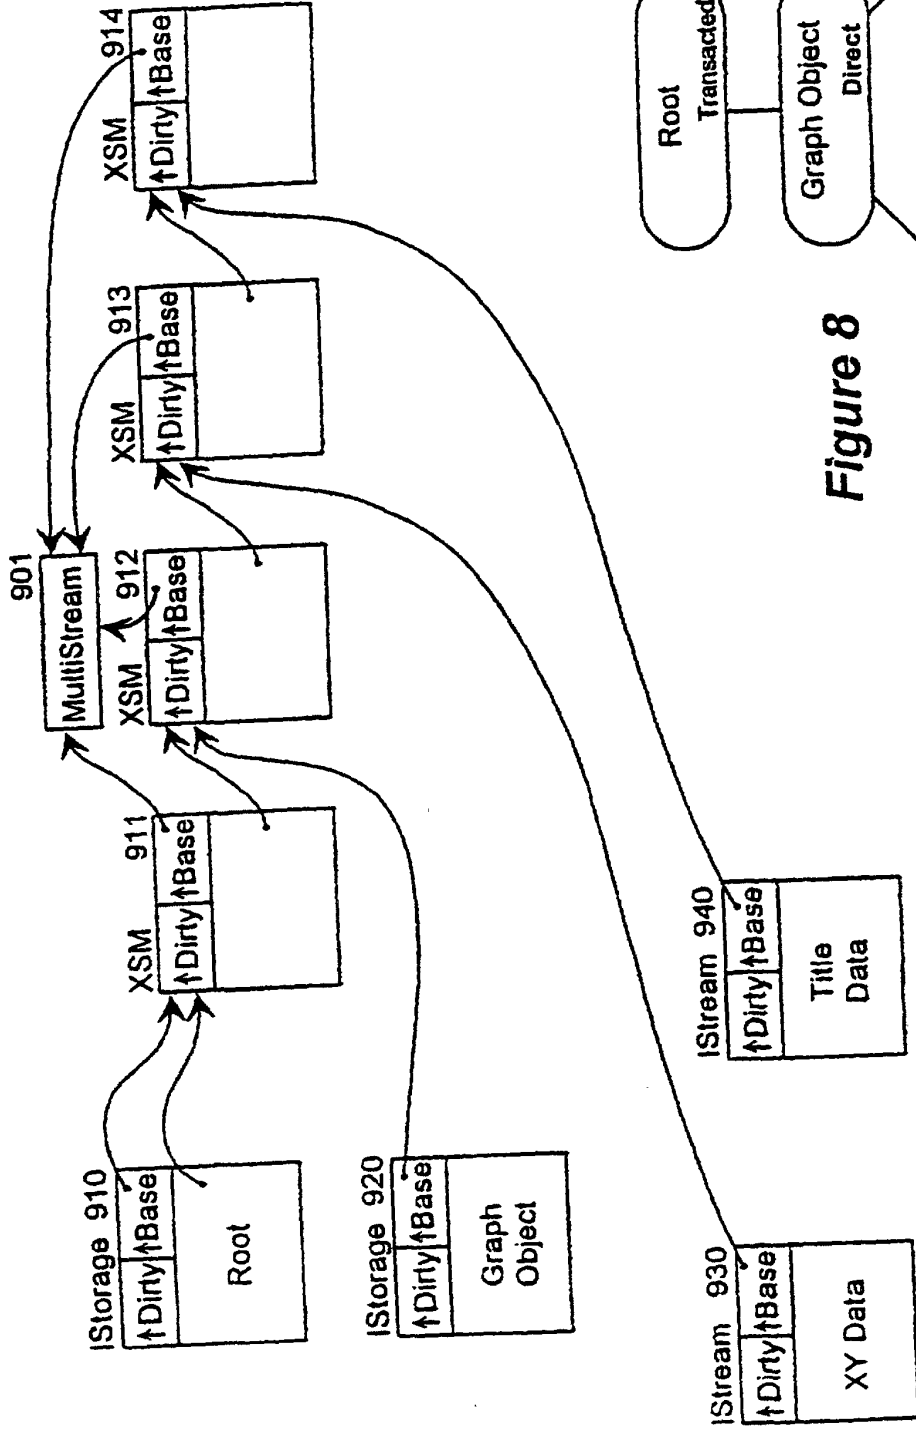 901
MultiStream
XSM 911
↑Dirty ↑Base
XSM 912
↑Dirty ↑Base
XSM 913
↑Dirty ↑Base
XSM 914
↑Dirty ↑Base
IStorage 910
↑Dirty ↑Base
Root
IStorage 920
↑Dirty ↑Base
Graph
Object
IStream 930
↑Dirty ↑Base
XY Data
IStream 940
↑Dirty ↑Base
Title
Data
Figure 8
Root
Transacted
Graph Object
Direct